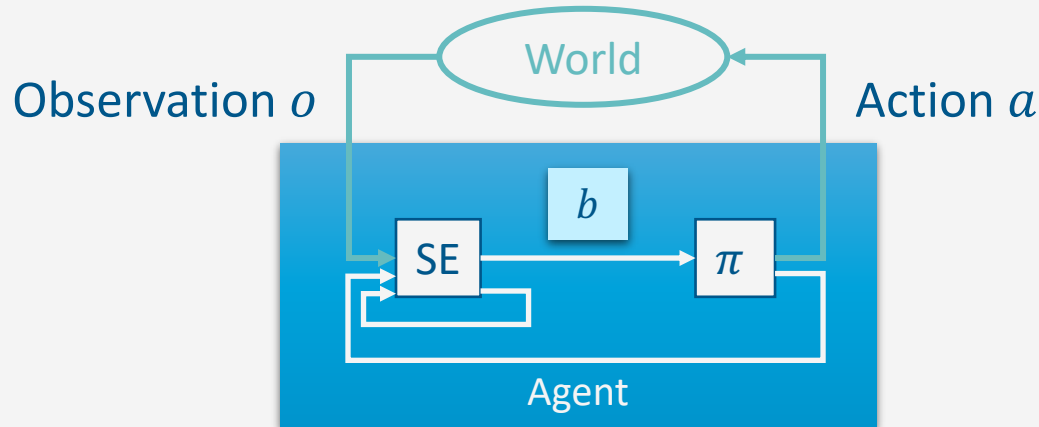 World
Observation o
Action a
b
SE
π
Agent